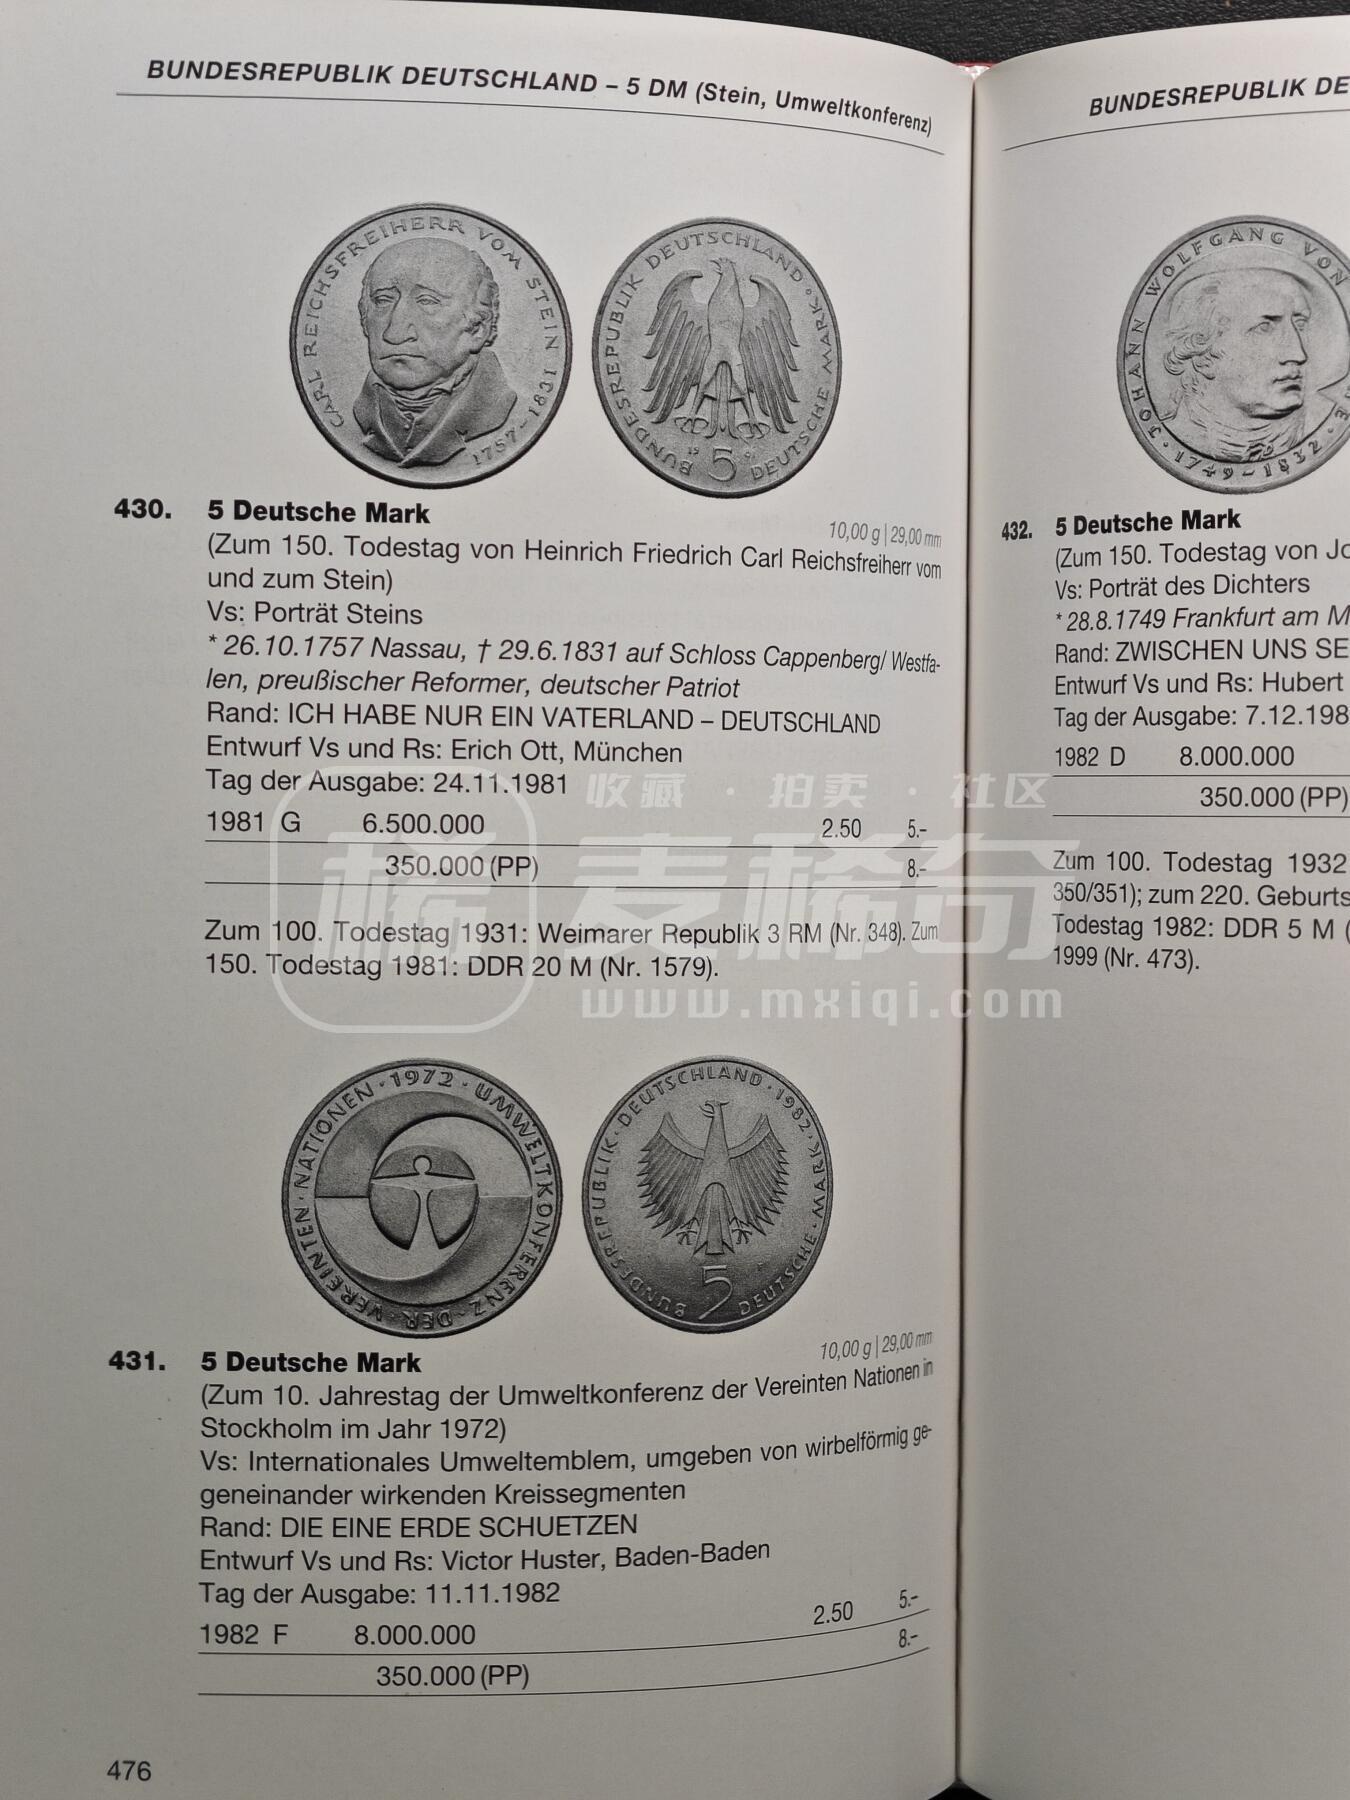 BUNDESREPUBLIK DEUTSCHLAND – 5 DM (Stein, Umweltkonferenz)
CARL REICHSFREIHERR VOM STEIN 1757–1831
BUNDESREPUBLIK DEUTSCHLAND
5 DEUTSCHE MARK
430. 5 Deutsche Mark
10,00 g | 29,00 mm
(Zum 150. Todestag von Heinrich Friedrich Carl Reichsfreiherr vom
und zum Stein)
Vs: Porträt Steins
* 26.10.1757 Nassau, † 29.6.1831 auf Schloss Cappenberg/ Westfa-
len, preußischer Reformer, deutscher Patriot
Rand: ICH HABE NUR EIN VATERLAND – DEUTSCHLAND
Entwurf Vs und Rs: Erich Ott, München
Tag der Ausgabe: 24.11.1981
1981 G 6.500.000 2.50 5.-
350.000 (PP) 8.-
Zum 100. Todestag 1931: Weimarer Republik 3 RM (Nr. 348). Zum
150. Todestag 1981: DDR 20 M (Nr. 1579).
NATIONEN · 1972 · UMWELTKONFERENZ · DER · VEREINTEN
BUNDESREPUBLIK · DEUTSCHLAND · 1982 ·
5 DEUTSCHE · MARK
431. 5 Deutsche Mark
10,00 g | 29,00 mm
(Zum 10. Jahrestag der Umweltkonferenz der Vereinten Nationen in
Stockholm im Jahr 1972)
Vs: Internationales Umweltemblem, umgeben von wirbelförmig ge-
geneinander wirkenden Kreissegmenten
Rand: DIE EINE ERDE SCHUETZEN
Entwurf Vs und Rs: Victor Huster, Baden-Baden
Tag der Ausgabe: 11.11.1982
1982 F 8.000.000 2.50 5.-
350.000 (PP) 8.-
476
BUNDESREPUBLIK DE
JOHANN WOLFGANG VON
· 1749–1832 ·
432. 5 Deutsche Mark
(Zum 150. Todestag von Jo
Vs: Porträt des Dichters
* 28.8.1749 Frankfurt am M
Rand: ZWISCHEN UNS SE
Entwurf Vs und Rs: Hubert
Tag der Ausgabe: 7.12.198
1982 D 8.000.000
350.000 (PP)
Zum 100. Todestag 1932
350/351); zum 220. Geburts
Todestag 1982: DDR 5 M (
1999 (Nr. 473).
收藏 · 拍卖 · 社区
稀 麦稀奇
www.mxiqi.com